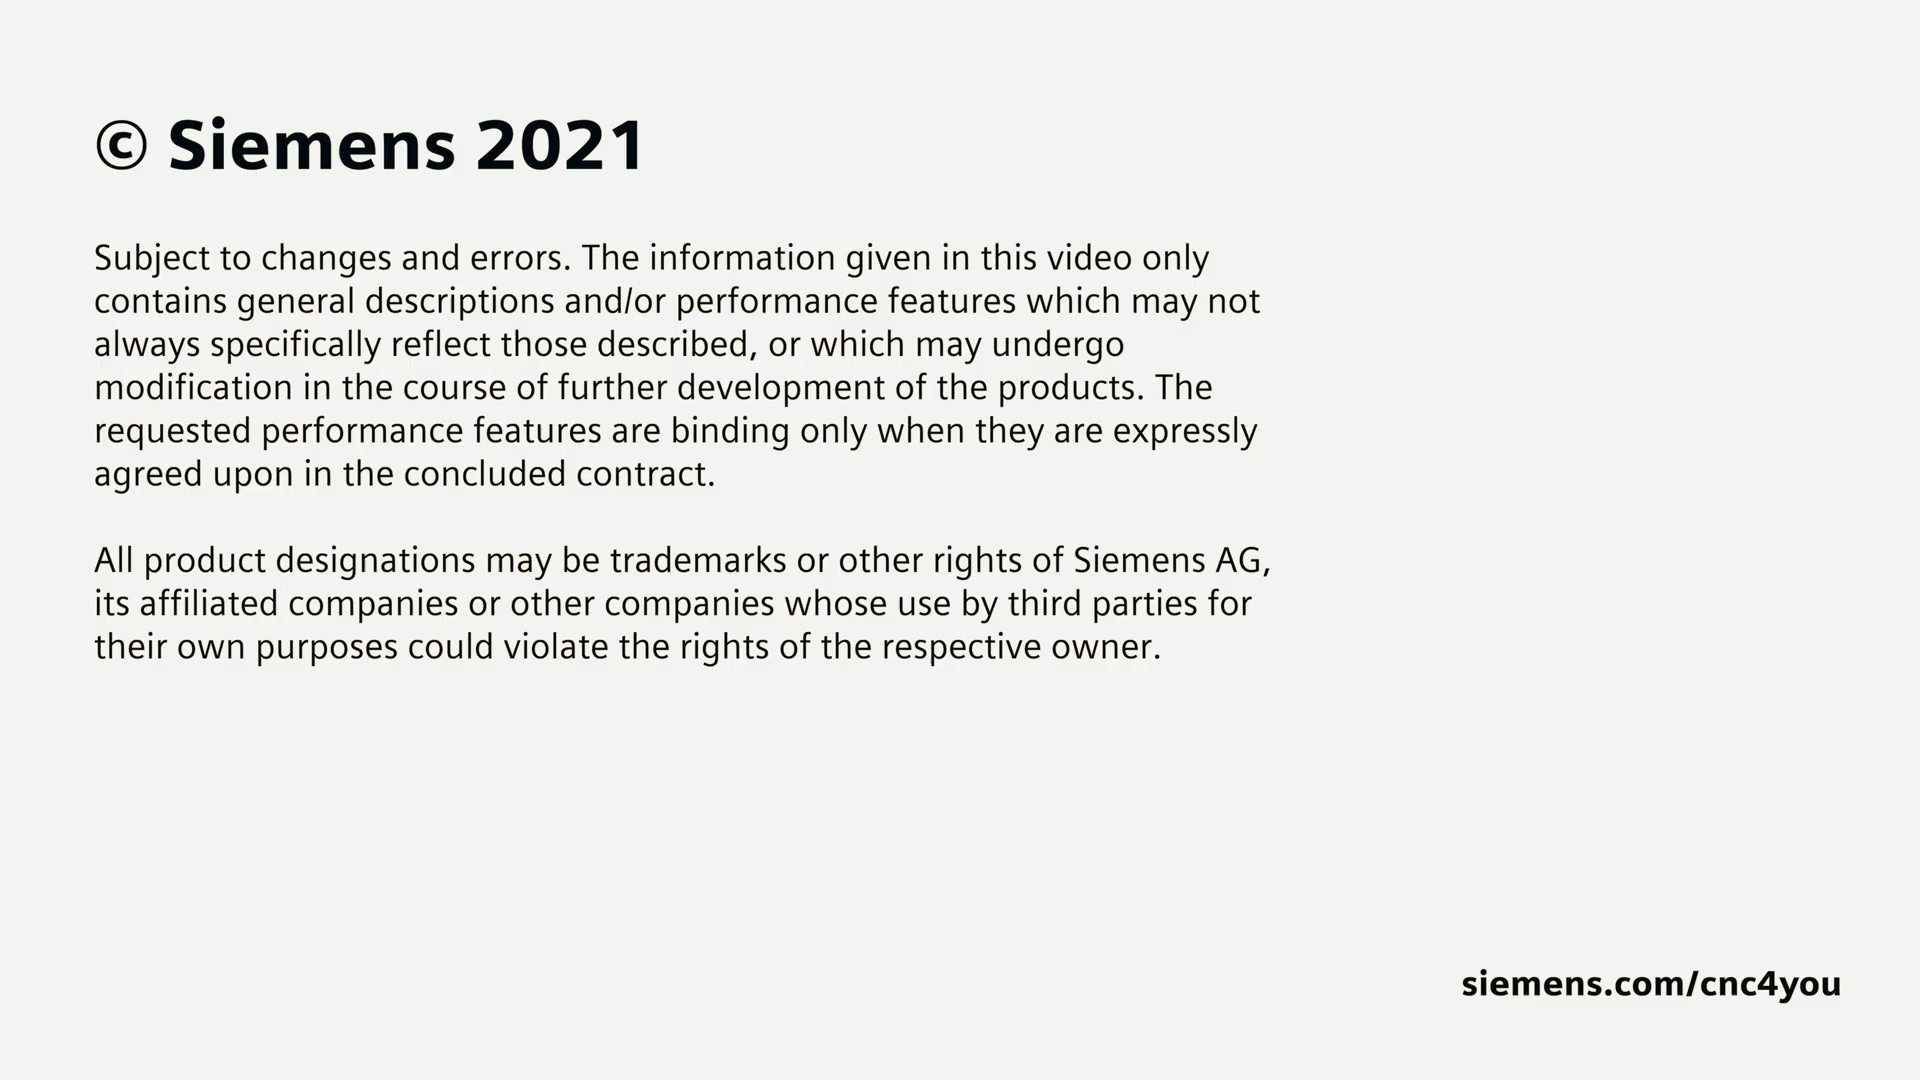 © Siemens 2021
Subject to changes and errors. The information given in this video only
contains general descriptions and/or performance features which may not
always specifically reflect those described, or which may undergo
modification in the course of further development of the products. The
requested performance features are binding only when they are expressly
agreed upon in the concluded contract.
All product designations may be trademarks or other rights of Siemens AG,
its affiliated companies or other companies whose use by third parties for
their own purposes could violate the rights of the respective owner.
siemens.com/cnc4you